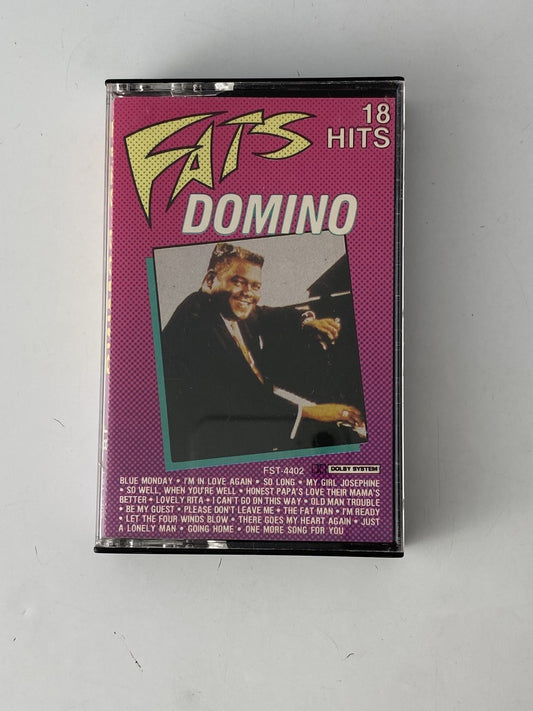 FATS
18
HITS
DOMINO
FST-4402 DOLBY SYSTEM
BLUE MONDAY • I'M IN LOVE AGAIN • SO LONG • MY GIRL JOSEPHINE
• SO WELL, WHEN YOU'RE WELL • HONEST PAPA'S LOVE THEIR MAMA'S
BETTER • LOVELY RITA • I CAN'T GO ON THIS WAY • OLD MAN TROUBLE
• BE MY GUEST • PLEASE DON'T LEAVE ME • THE FAT MAN • I'M READY
• LET THE FOUR WINDS BLOW • THERE GOES MY HEART AGAIN • JUST
A LONELY MAN • GOING HOME • ONE MORE SONG FOR YOU